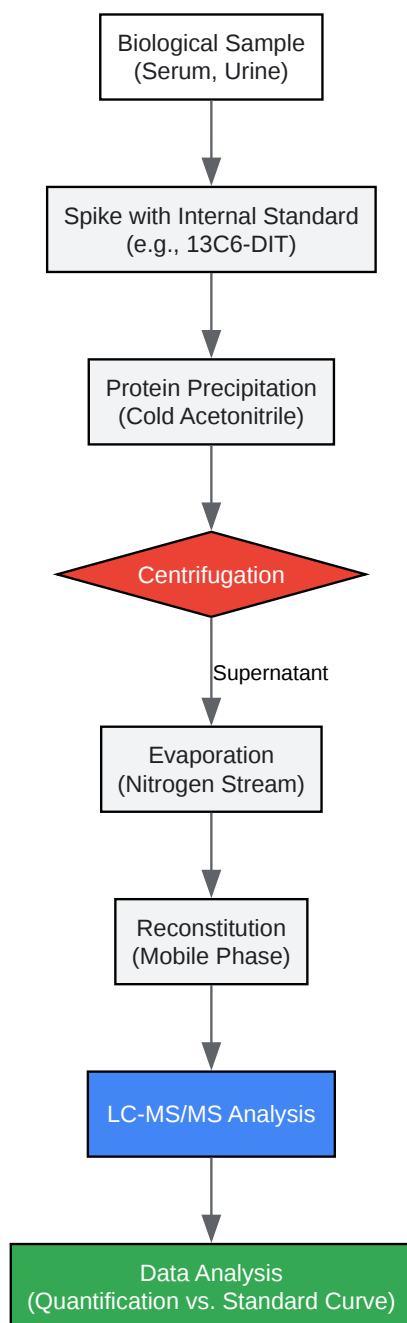 Biological Sample
(Serum, Urine)
Spike with Internal Standard
(e.g., 13C6-DIT)
Protein Precipitation
(Cold Acetonitrile)
Centrifugation
Supernatant
Evaporation
(Nitrogen Stream)
Reconstitution
(Mobile Phase)
LC-MS/MS Analysis
Data Analysis
(Quantification vs. Standard Curve)